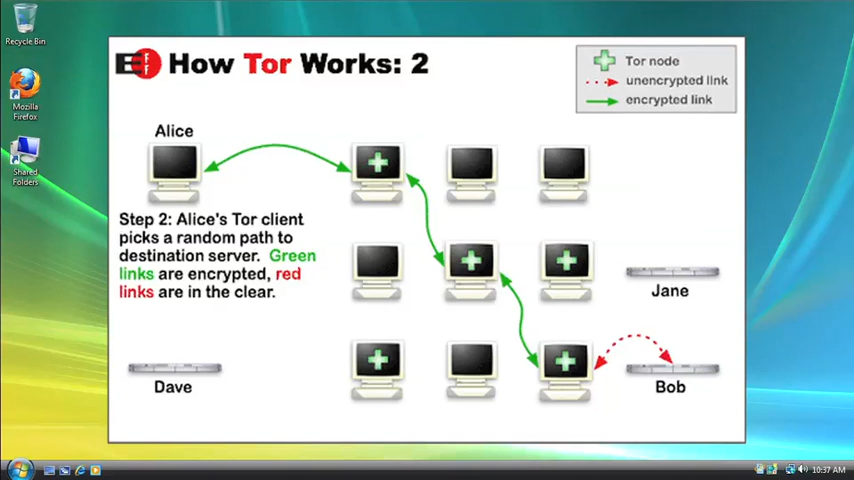 Recycle Bin
Mozilla
Firefox
Shared
Folders
EFF How Tor Works: 2
Tor node
unencrypted link
encrypted link
Alice
Step 2: Alice's Tor client
picks a random path to
destination server. Green
links are encrypted, red
links are in the clear.
Jane
Dave
Bob
10:37 AM